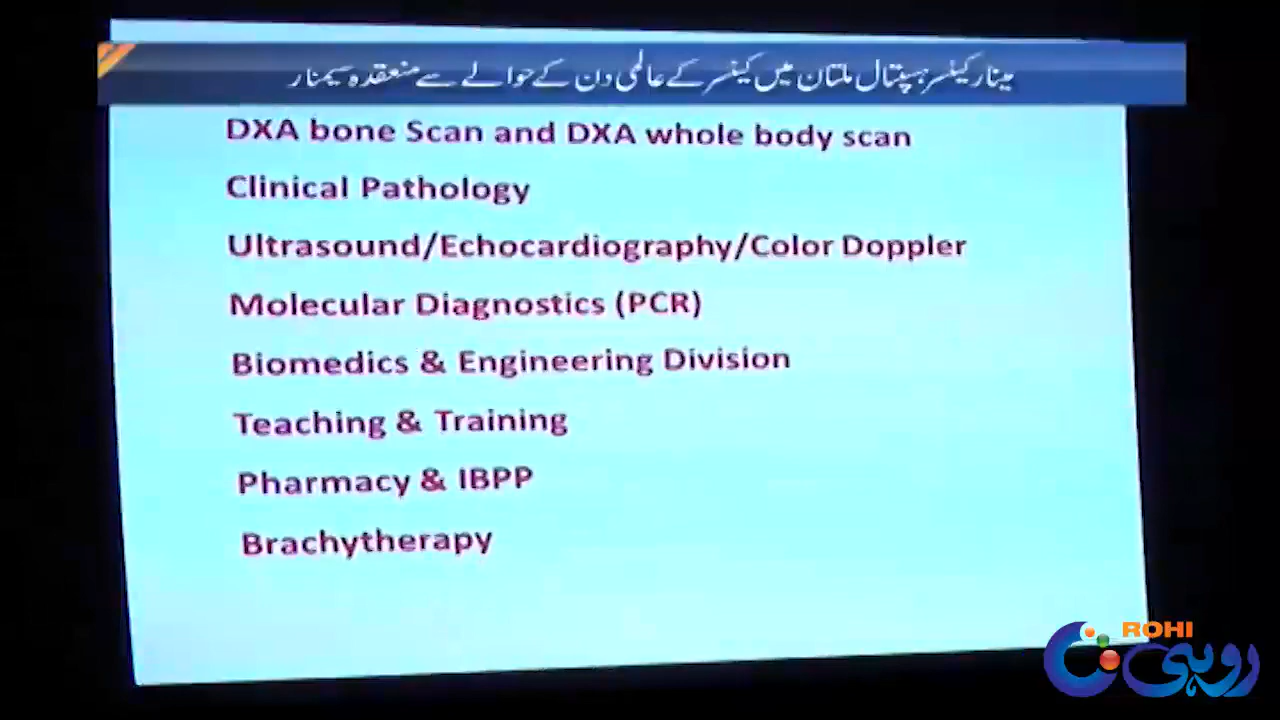 مینار کینسر ہسپتال ملتان میں کینسر کے عالمی دن کے حوالے سے منعقدہ سیمنار
DXA bone Scan and DXA whole body scan
Clinical Pathology
Ultrasound/Echocardiography/Color Doppler
Molecular Diagnostics (PCR)
Biomedics & Engineering Division
Teaching & Training
Pharmacy & IBPP
Brachytherapy
ROHI
روہی